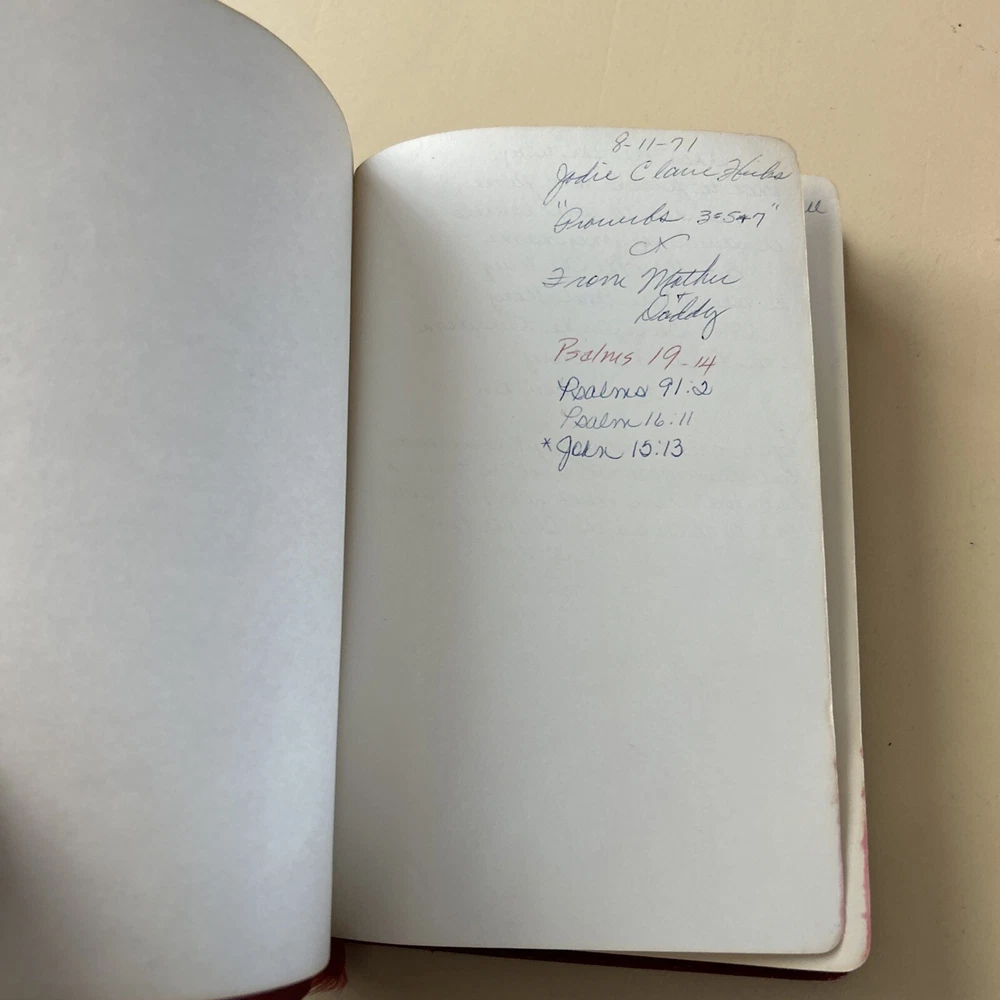 8-11-71
Jodie Claire
"Proverbs 3:5+7"
From Mother
+
Daddy
Psalms 19-14
Psalms 91:2
Psalm 16:11
*John 15:13